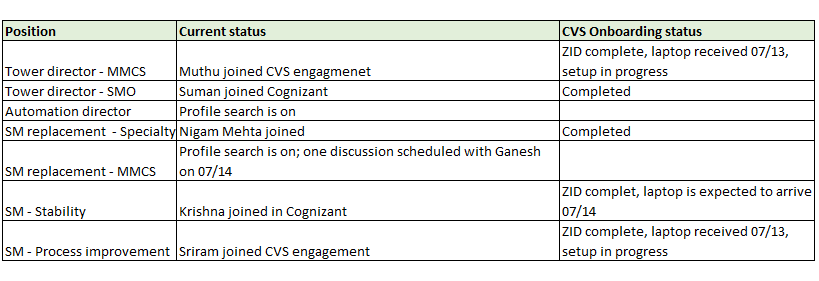 Position Current status CVS Onboarding status
ZID complete, laptop received 07/13,
Tower director - MMCS Muthu joined CVS engagmenet setup in progress
Tower director - SMO Suman joined Cognizant Completed
Automation director Profile search is on
SM replacement - Specialty Nigam Mehta joined Completed
Profile search is on; one discussion scheduled with Ganesh
SM replacement - MMCS on 07/14
ZID complet, laptop is expected to arrive
SM - Stability Krishna joined in Cognizant 07/14
ZID complete, laptop received 07/13,
SM - Process improvement Sriram joined CVS engagement setup in progress